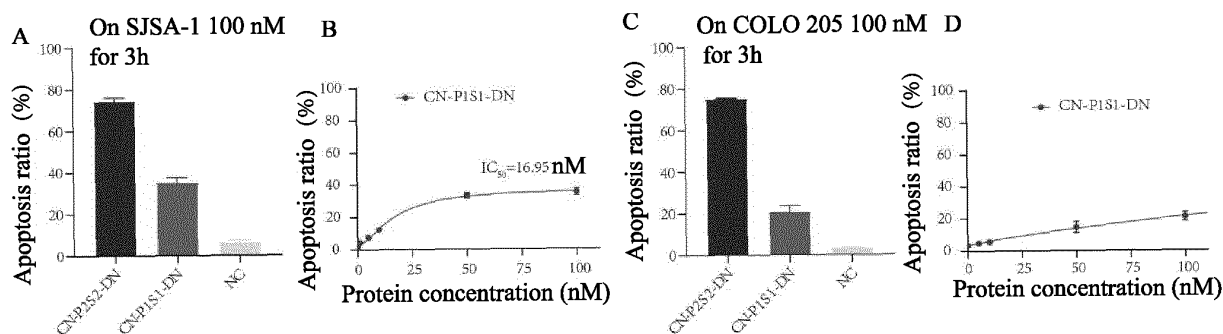 A
On SJSA-1 100 nM
for 3h
Apoptosis ratio (%)
100
80
60
40
20
0
CN-P2S2-DN
CN-P1S1-DN
NC
B
Apoptosis ratio (%)
100
80
60
40
20
0
CN-P1S1-DN
IC50=16.95 nM
0
25
50
75
100
Protein concentration (nM)
C
On COLO 205 100 nM
for 3h
Apoptosis ratio (%)
100
80
60
40
20
0
CN-P2S2-DN
CN-P1S1-DN
NC
D
Apoptosis ratio (%)
100
80
60
40
20
0
CN-P1S1-DN
0
25
50
75
100
Protein concentration (nM)